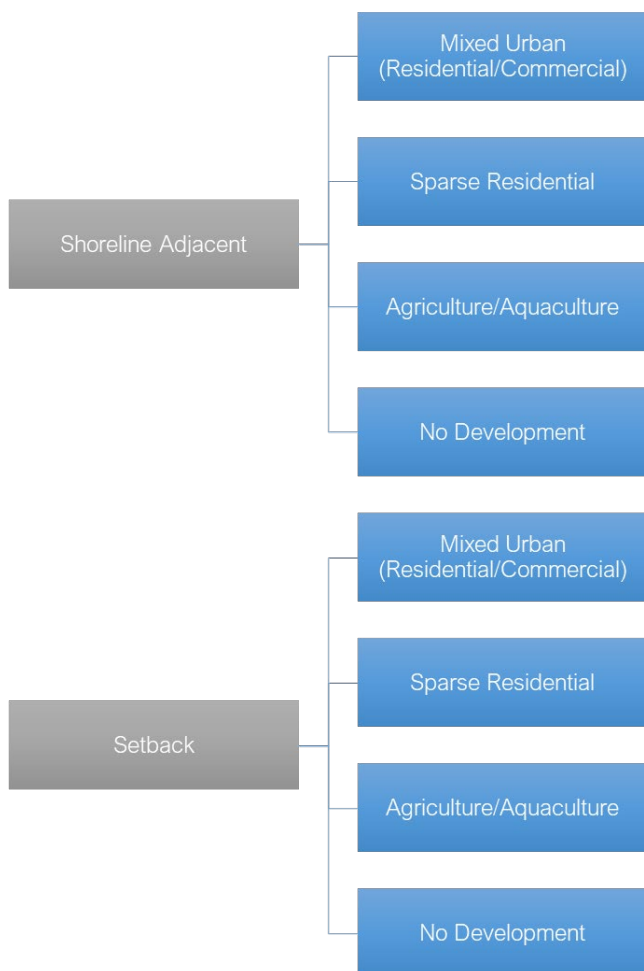 Mixed Urban
(Residential/Commercial)
Sparse Residential
Shoreline Adjacent
Agriculture/Aquaculture
No Development
Mixed Urban
(Residential/Commercial)
Sparse Residential
Setback
Agriculture/Aquaculture
No Development